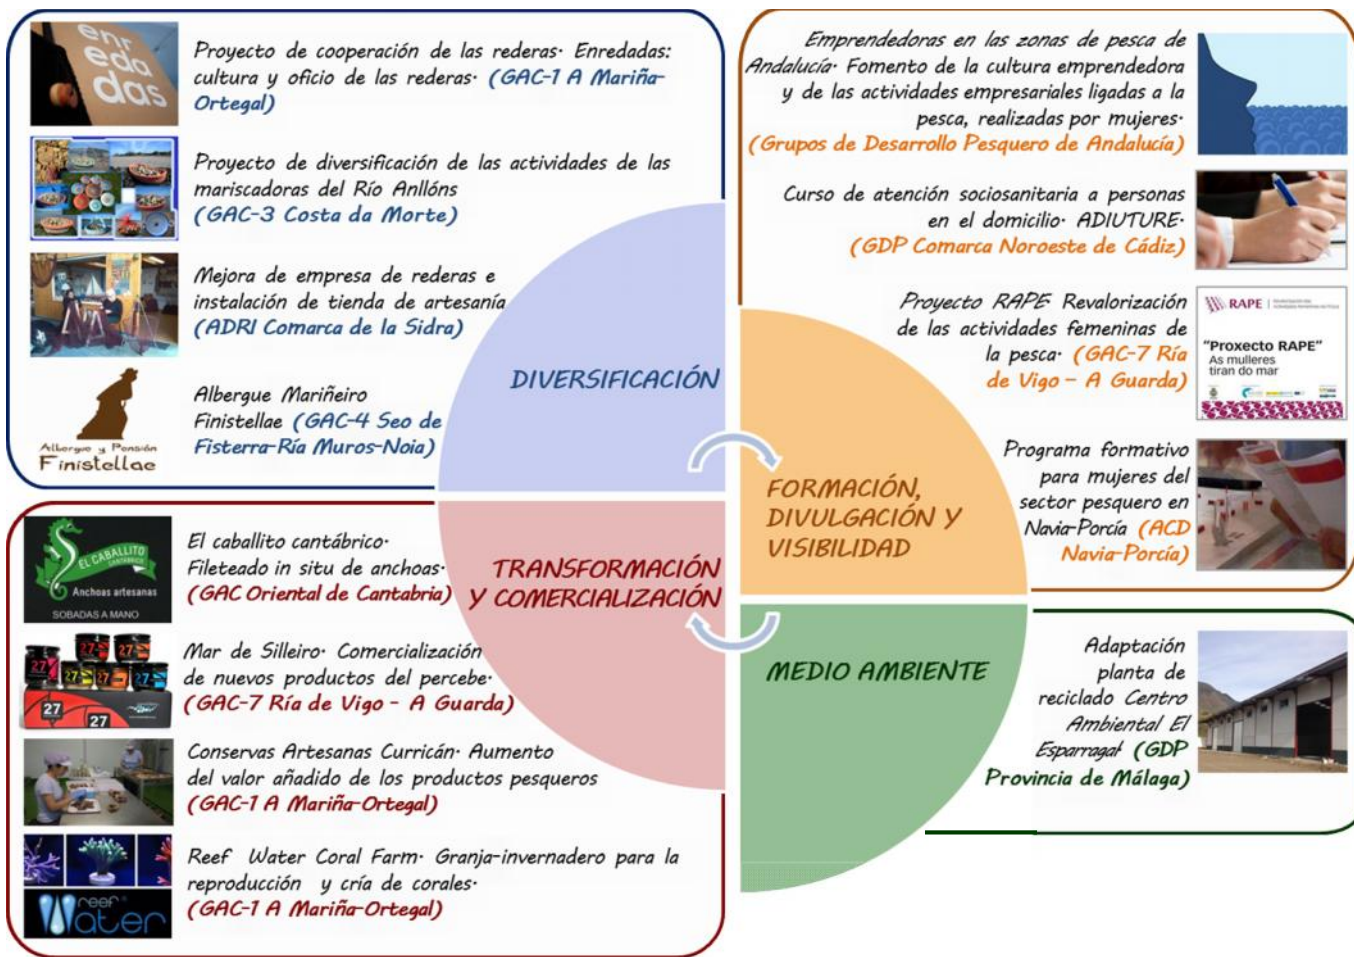 enr
eda
das
Proyecto de cooperación de las rederas· Enredadas:
cultura y oficio de las rederas· (GAC-1 A Mariña-
Ortegal)
Proyecto de diversificación de las actividades de las
mariscadoras del Río Anllóns
(GAC-3 Costa da Morte)
Mejora de empresa de rederas e
instalación de tienda de artesanía
(ADRI Comarca de la Sidra)
Albergue y Pensión
Finistellae
Albergue Mariñeiro
Finistellae (GAC-4 Seo de
Fisterra-Ría Muros-Noia)
DIVERSIFICACIÓN
Emprendedoras en las zonas de pesca de
Andalucía· Fomento de la cultura emprendedora
y de las actividades empresariales ligadas a la
pesca, realizadas por mujeres·
(Grupos de Desarrollo Pesquero de Andalucía)
Curso de atención sociosanitaria a personas
en el domicilio· ADIUTURE·
(GDP Comarca Noroeste de Cádiz)
Proyecto RAPE· Revalorización
de las actividades femeninas de
la pesca· (GAC-7 Ría
de Vigo – A Guarda)
RAPE
"Proxecto RAPE"
As mulleres
tiran do mar
Programa formativo
para mujeres del
sector pesquero en
Navia-Porcía (ACD
Navia-Porcía)
FORMACIÓN,
DIVULGACIÓN Y
VISIBILIDAD
EL CABALLITO
CANTÁBRICO
Anchoas artesanas
SOBADAS A MANO
El caballito cantábrico·
Fileteado in situ de anchoas·
(GAC Oriental de Cantabria)
27
27
27
Mar de Silleiro· Comercialización
de nuevos productos del percebe·
(GAC-7 Ría de Vigo - A Guarda)
Conservas Artesanas Curricán· Aumento
del valor añadido de los productos pesqueros
(GAC-1 A Mariña-Ortegal)
reef
Water
Reef Water Coral Farm· Granja-invernadero para la
reproducción y cría de corales·
(GAC-1 A Mariña-Ortegal)
TRANSFORMACIÓN
Y COMERCIALIZACIÓN
MEDIO AMBIENTE
Adaptación
planta de
reciclado Centro
Ambiental El
Esparragal (GDP
Provincia de Málaga)